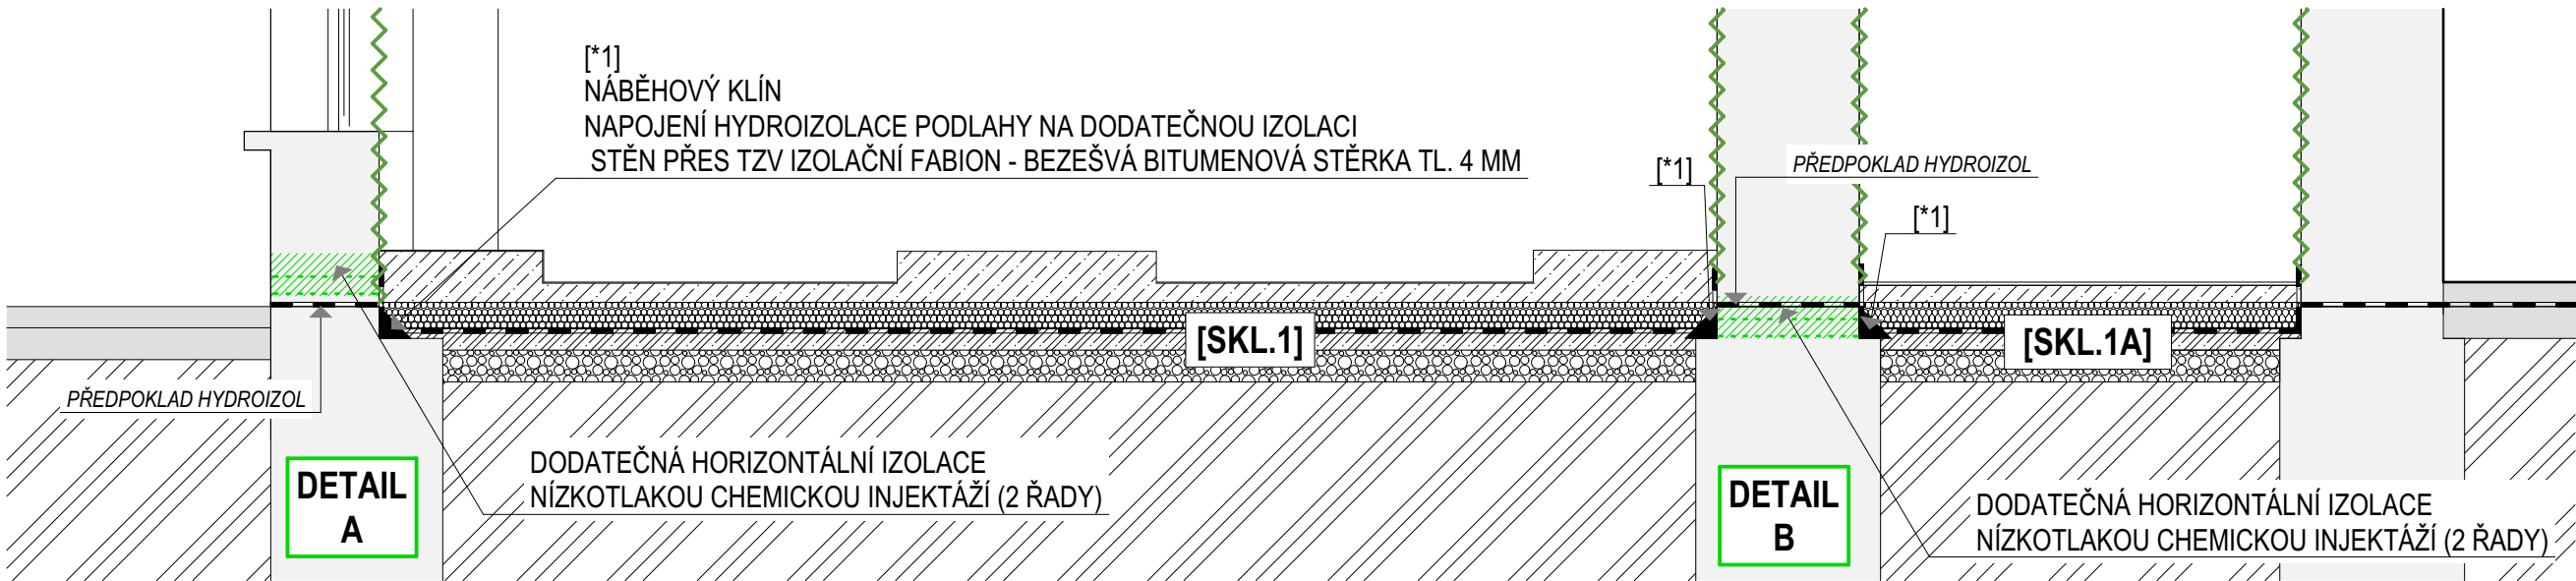 [*1]
NÁBĚHOVÝ KLÍN
NAPOJENÍ HYDROIZOLACE PODLAHY NA DODATEČNOU IZOLACI
STĚN PŘES TZV IZOLAČNÍ FABION - BEZEŠVÁ BITUMENOVÁ STĚRKA TL. 4 MM
[*1]
PŘEDPOKLAD HYDROIZOL
[*1]
[SKL.1]
[SKL.1A]
PŘEDPOKLAD HYDROIZOL
DETAIL
A
DODATEČNÁ HORIZONTÁLNÍ IZOLACE
NÍZKOTLAKOU CHEMICKOU INJEKTÁŽÍ (2 ŘADY)
DETAIL
B
DODATEČNÁ HORIZONTÁLNÍ IZOLACE
NÍZKOTLAKOU CHEMICKOU INJEKTÁŽÍ (2 ŘADY)